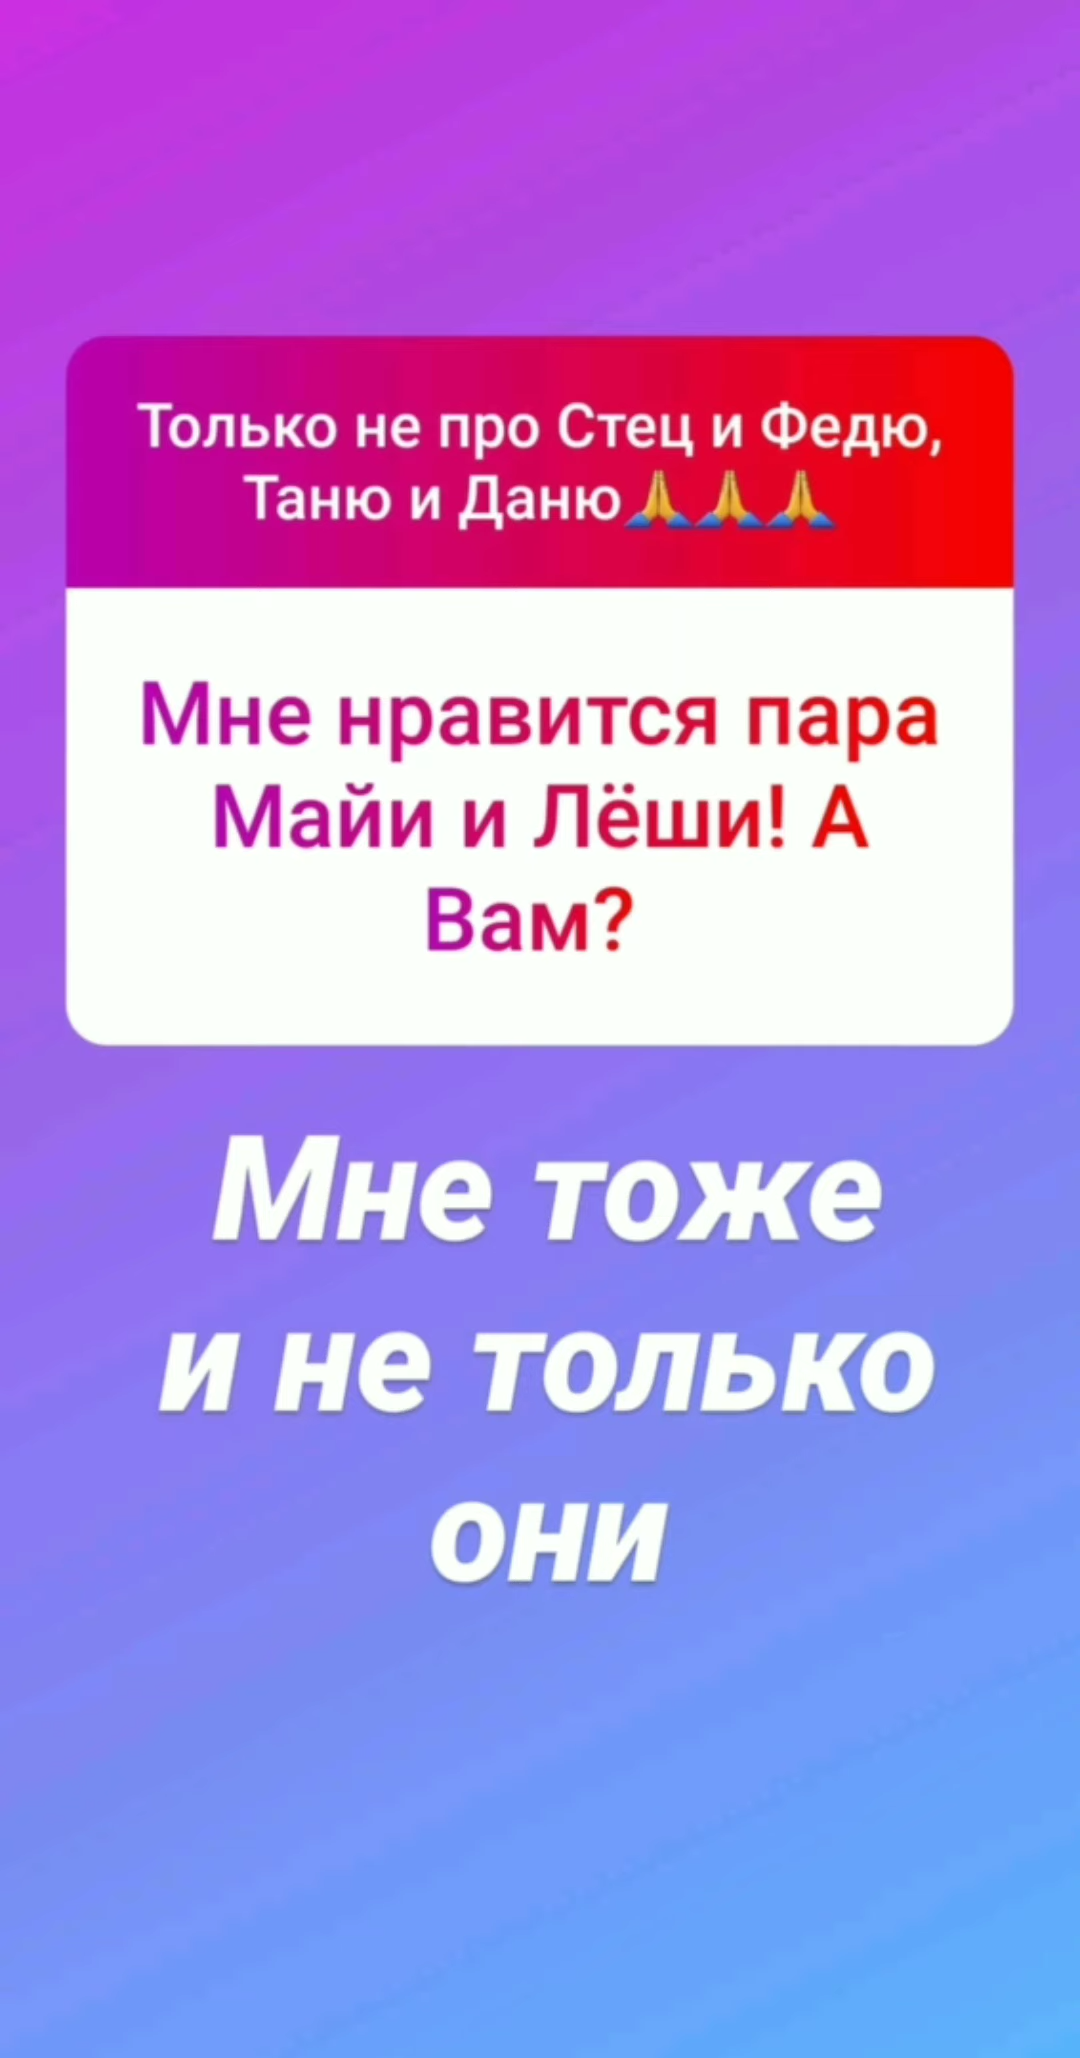 Только не про Стец и Федю,
Таню и Даню🙏🙏🙏
Мне нравится пара
Майи и Лёши! А
Вам?
Мне тоже
и не только
они